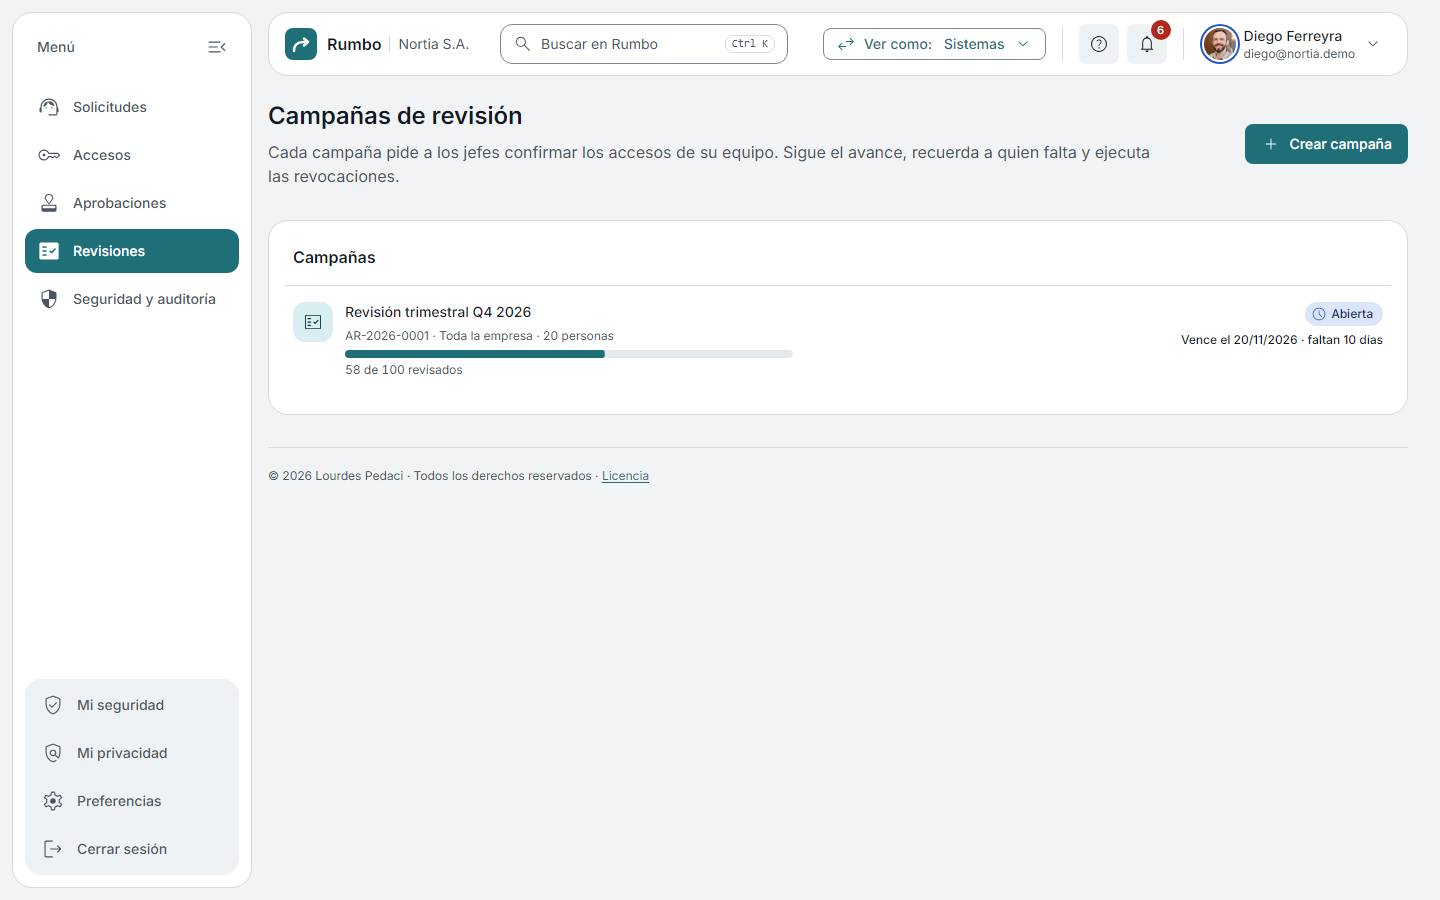 Menú
Solicitudes
Accesos
Aprobaciones
Revisiones
Seguridad y auditoría
Mi seguridad
Mi privacidad
Preferencias
Cerrar sesión
Rumbo
Nortia S.A.
Buscar en Rumbo
Ctrl K
Ver como: Sistemas
6
Diego Ferreyra
diego@nortia.demo
Campañas de revisión
Cada campaña pide a los jefes confirmar los accesos de su equipo. Sigue el avance, recuerda a quien falta y ejecuta
las revocaciones.
Crear campaña
Campañas
Revisión trimestral Q4 2026
AR-2026-0001 · Toda la empresa · 20 personas
58 de 100 revisados
Abierta
Vence el 20/11/2026 · faltan 10 días
© 2026 Lourdes Pedaci · Todos los derechos reservados · Licencia